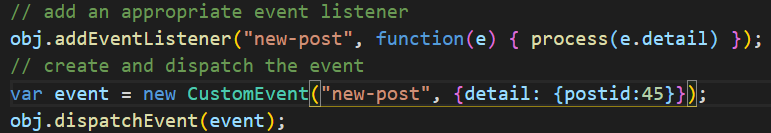 // add an appropriate event listener
obj.addEventListener("new-post", function(e) { process(e.detail) });
// create and dispatch the event
var event = new CustomEvent("new-post", {detail: {postid:45}});
obj.dispatchEvent(event);